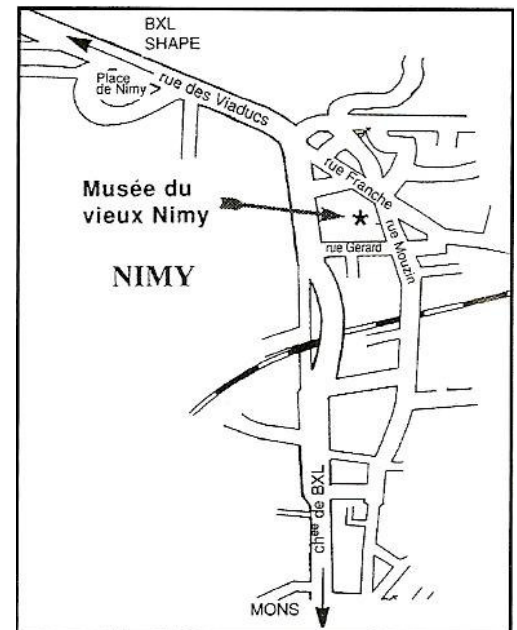 BXL
SHAPE
Place
de Nimy
rue des Viaducs
Musée du
vieux Nimy
rue Franche
rue Mouzin
rue Gérard
NIMY
chée de BXL
MONS